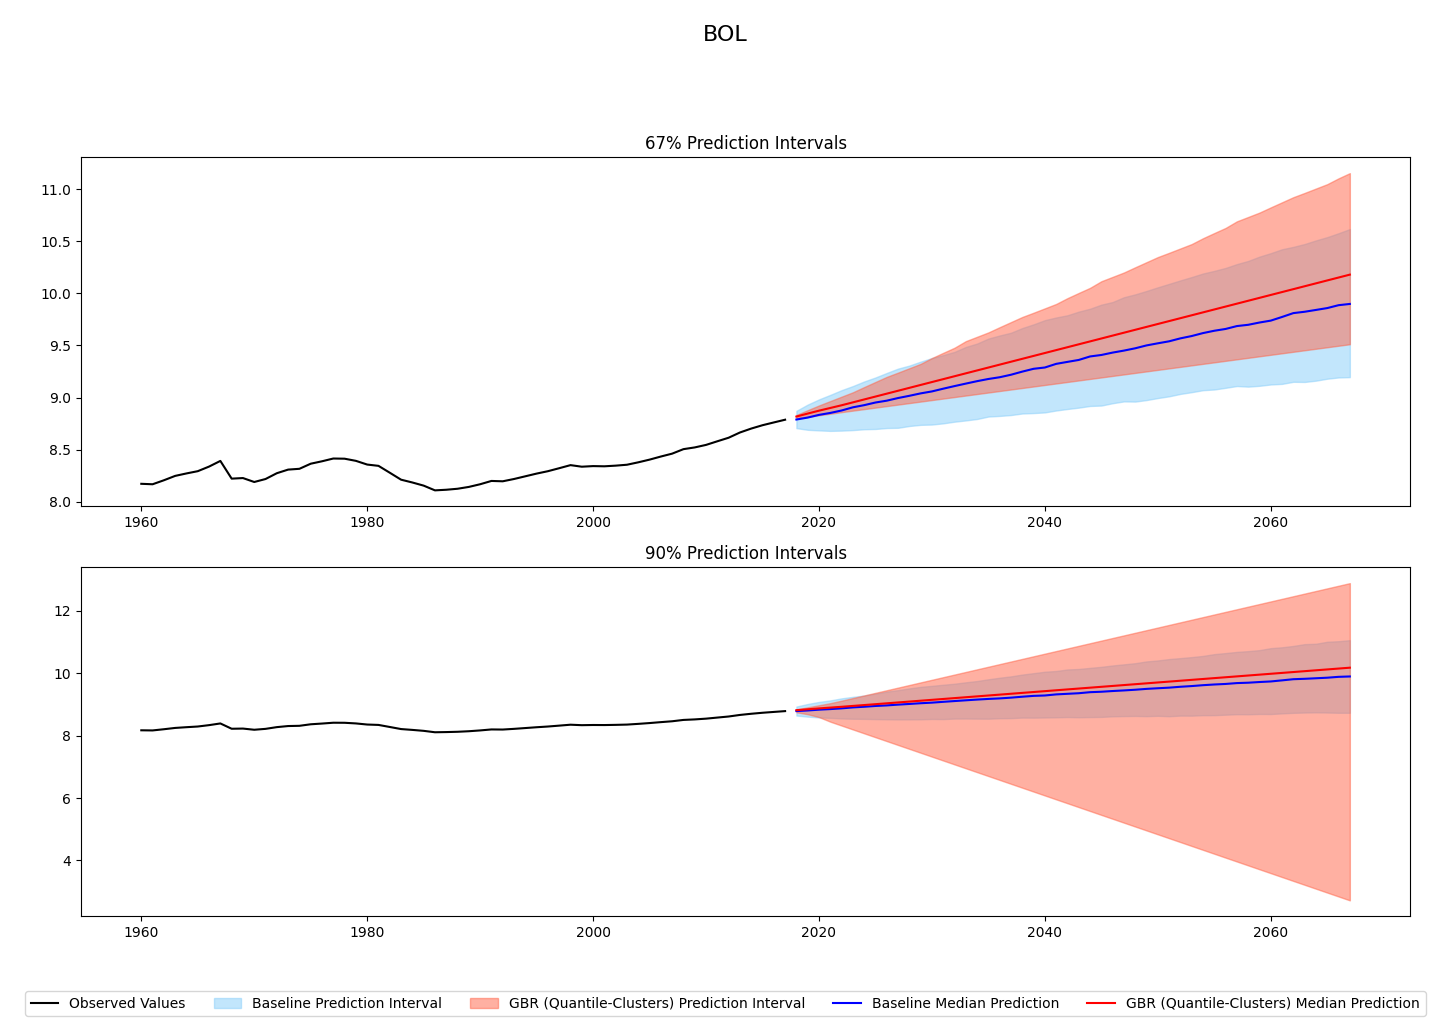 BOL
67% Prediction Intervals
11.0
10.5
10.0
9.5
9.0
8.5
8.0
1960 1980 2000 2020 2040 2060
90% Prediction Intervals
12
10
8
6
4
1960 1980 2000 2020 2040 2060
Observed Values Baseline Prediction Interval GBR (Quantile-Clusters) Prediction Interval Baseline Median Prediction GBR (Quantile-Clusters) Median Prediction